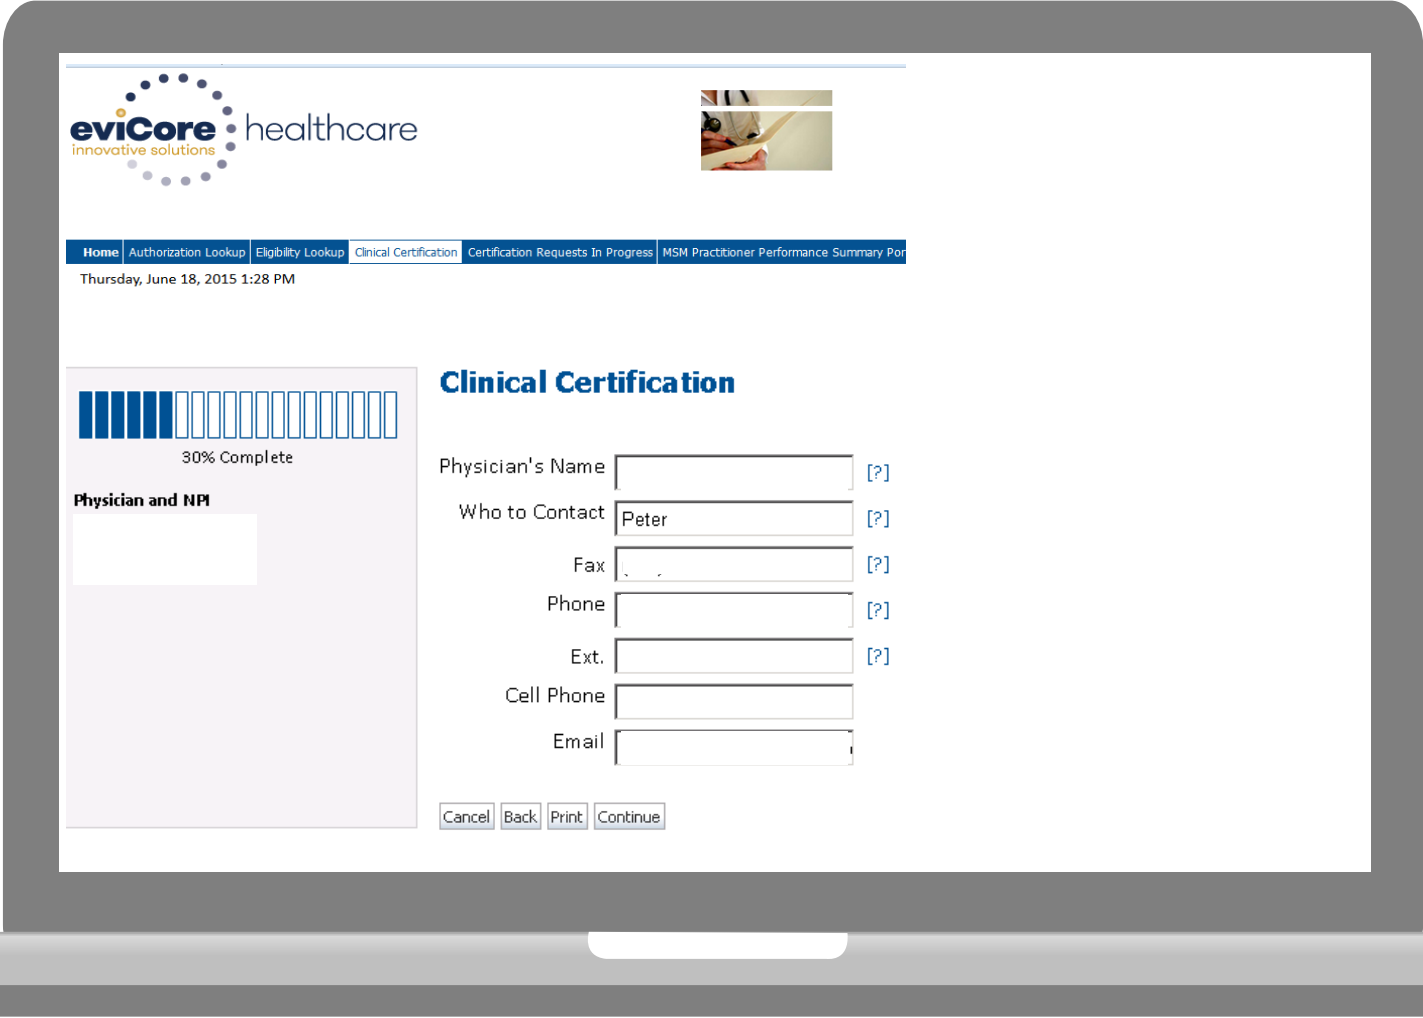 eviCore healthcare
innovative solutions
Home Authorization Lookup Eligibility Lookup Clinical Certification Certification Requests In Progress MSM Practitioner Performance Summary Por
Thursday, June 18, 2015 1:28 PM
Clinical Certification
30% Complete
Physician and NPI
Physician's Name [?]
Who to Contact Peter [?]
Fax [?]
Phone [?]
Ext. [?]
Cell Phone
Email
Cancel Back Print Continue